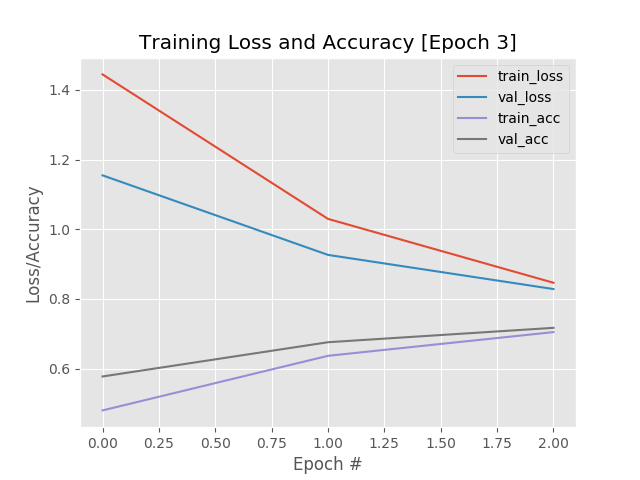 Training Loss and Accuracy [Epoch 3]
train_loss
val_loss
train_acc
val_acc
Loss/Accuracy
1.4
1.2
1.0
0.8
0.6
0.00 0.25 0.50 0.75 1.00 1.25 1.50 1.75 2.00
Epoch #